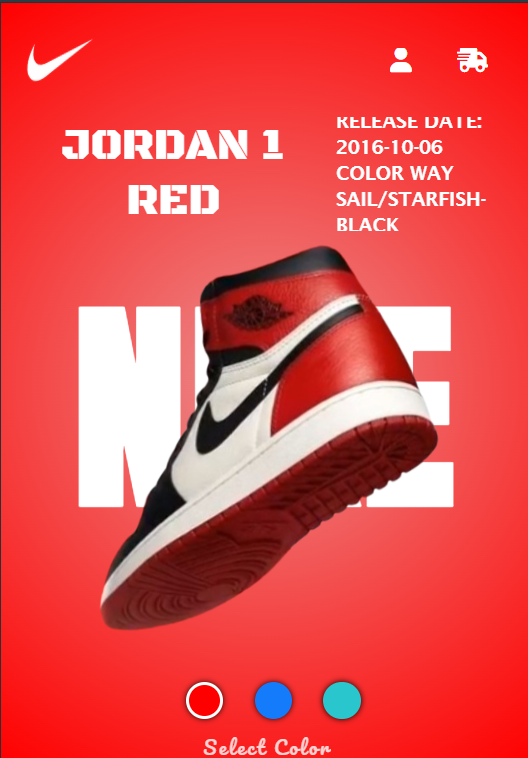 JORDAN 1
RED
RELEASE DATE:
2016-10-06
COLOR WAY
SAIL/STARFISH-
BLACK
Select Color